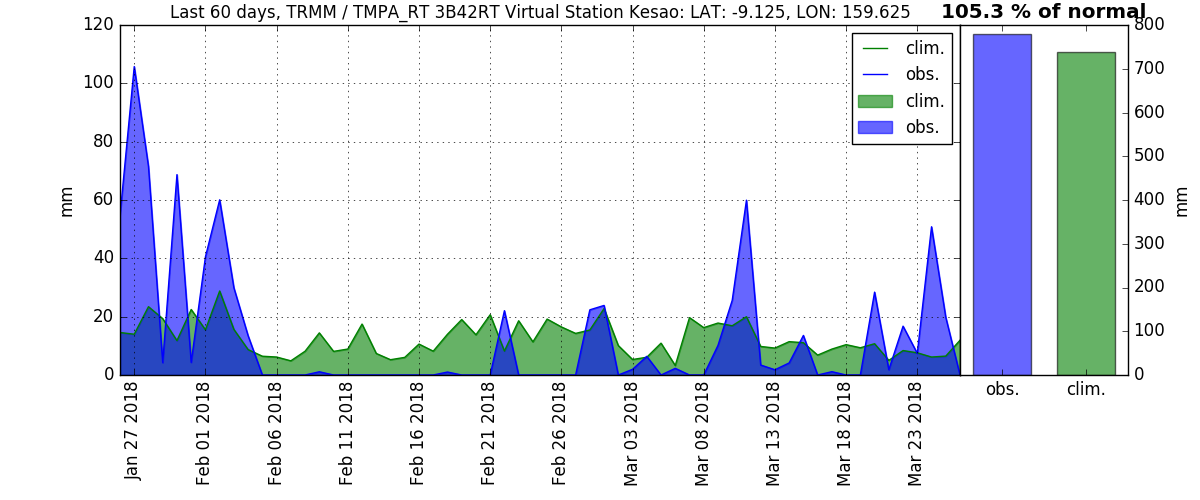 Last 60 days, TRMM / TMPA_RT 3B42RT Virtual Station Kesao: LAT: -9.125, LON: 159.625
105.3 % of normal
120
100
80
60
40
20
0
mm
clim.
obs.
clim.
obs.
800
700
600
500
400
300
200
100
0
mm
Jan 27 2018
Feb 01 2018
Feb 06 2018
Feb 11 2018
Feb 16 2018
Feb 21 2018
Feb 26 2018
Mar 03 2018
Mar 08 2018
Mar 13 2018
Mar 18 2018
Mar 23 2018
obs.
clim.